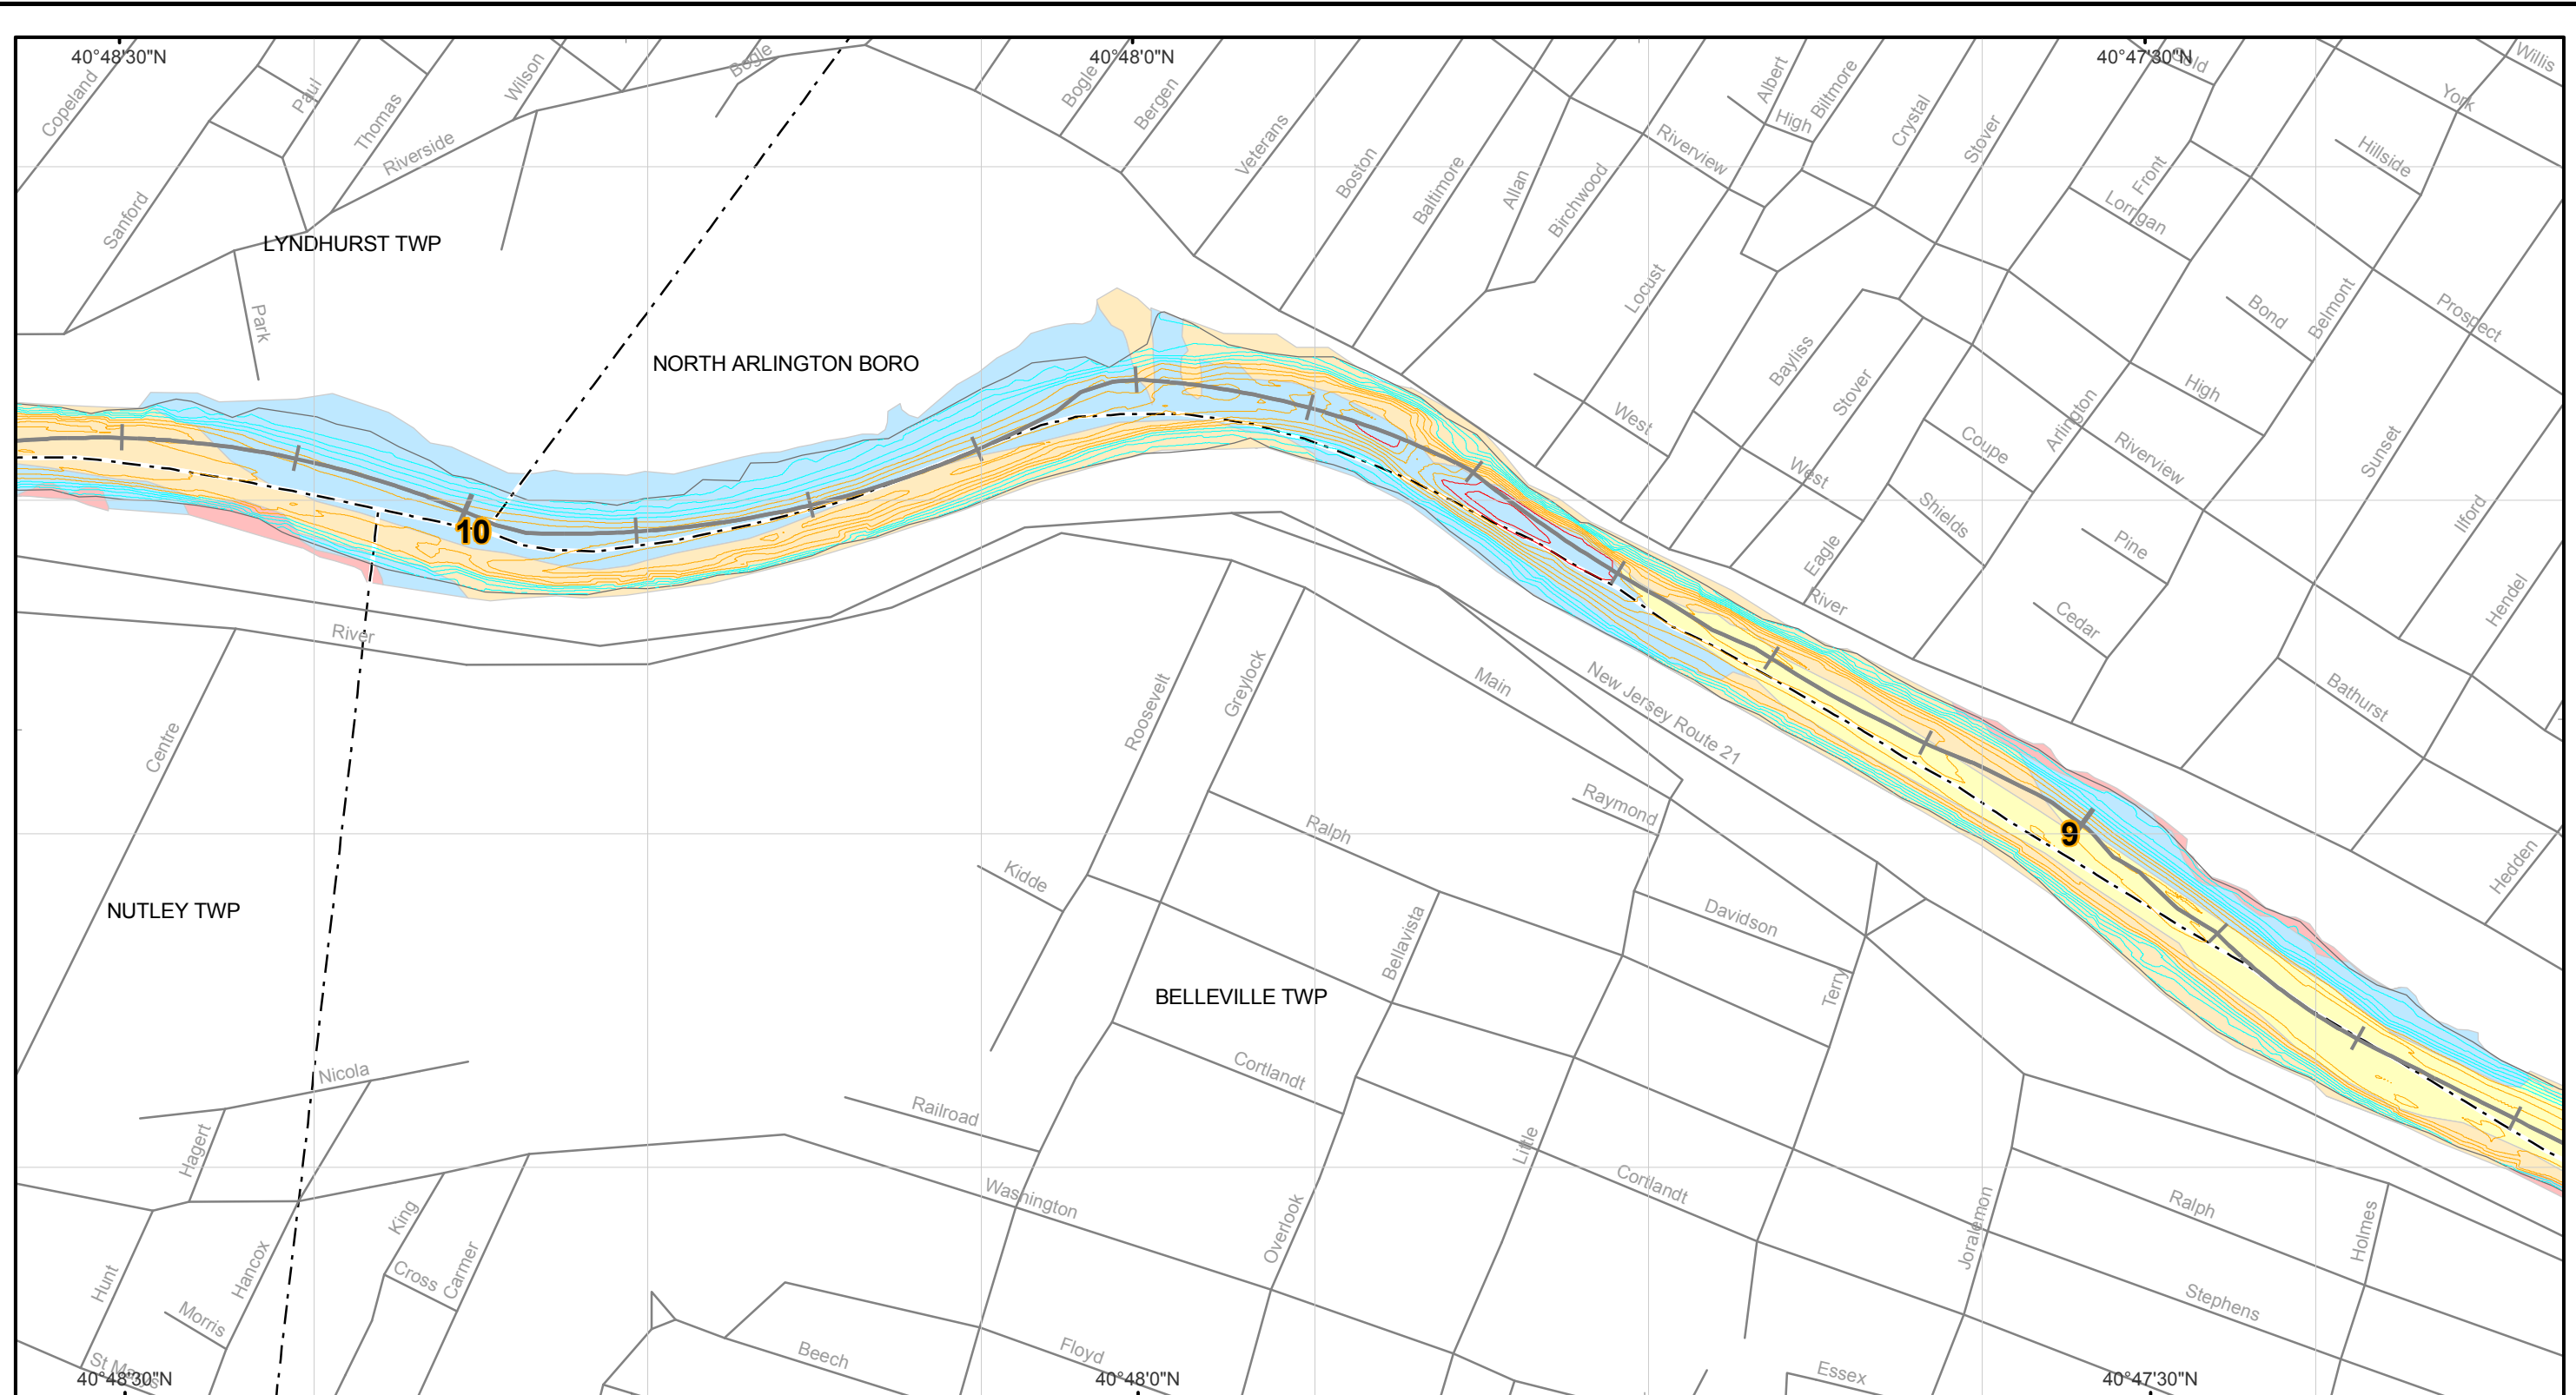 40°48'30"N
40°48'0"N
40°47'30"N
Copeland
Paul
Thomas
Wilson
Bogle
Bogle
Bergen
Veterans
Boston
Baltimore
Allan
Birchwood
Riverview
Albert
High
Biltmore
Crystal
Stover
Gold
Willis
York
Hillside
Front
Lorrigan
Sanford
Riverside
LYNDHURST TWP
Park
NORTH ARLINGTON BORO
Locust
Bond
Belmont
Prospect
Bayliss
Stover
West
West
Coupe
Arlington
High
Riverview
Sunset
Shields
Eagle
Pine
Ilford
Cedar
Hendel
River
Bathurst
Hedden
10
9
River
Centre
Roosevelt
Greylock
Main
New Jersey Route 21
Raymond
Ralph
Kidde
Davidson
Bellavista
Terry
NUTLEY TWP
BELLEVILLE TWP
Nicola
Cortlandt
Railroad
Hagert
Little
Washington
Cortlandt
Overlook
Joralemon
Ralph
Holmes
King
Hunt
Hancox
Cross
Carmer
Morris
Stephens
St Marys
Beech
Floyd
Essex
40°48'30"N
40°48'0"N
40°47'30"N